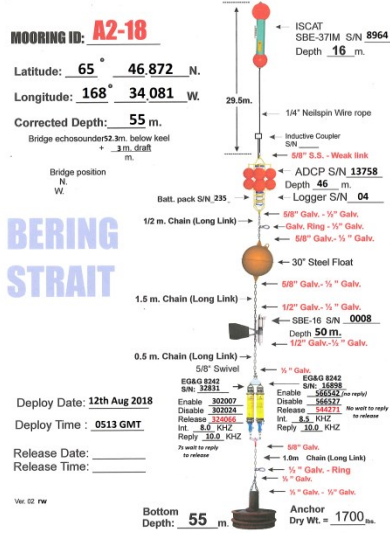 MOORING ID: A2-18
Latitude: 65 ° 46.872 N.
Longitude: 168 ° 34.081 W.
Corrected Depth: 55 m.
Bridge echosounder 52.3m. below keel
+ 3 m. draft
m.
Bridge position
N.
W.
BERING
STRAIT
Deploy Date: 12th Aug 2018
Deploy Time : 0513 GMT
Release Date:
Release Time:
Ver. 02 rw
29.5m.
ISCAT
SBE-37IM S/N 8964
Depth 16 m.
1/4" Neilspin Wire rope
Inductive Coupler
S/N
5/8" S.S. - Weak link
ADCP S/N 13758
Depth 46 m.
Logger S/N 04
Batt. pack S/N 235
5/8" Galv. - ½" Galv.
1/2 m. Chain (Long Link)
Galv. Ring - ½" Galv.
5/8" Galv. - ½ " Galv.
30" Steel Float
5/8" Galv.- ½ " Galv.
1.5 m. Chain (Long Link)
1/2" Galv.- ½ " Galv.
SBE-16 S/N 0008
Depth 50 m.
1/2" Galv.-½ " Galv.
0.5 m. Chain (Long Link)
5/8" Swivel
½ " Galv.
EG&G 8242
S/N: 32831
Enable 302007
Disable 302024
Release 324066
Int. 8.0 KHZ
Reply 10.0 KHZ
7s wait to reply
to release
EG&G 8242
S/N: 16898
Enable 566542 (no reply)
Disable 566527
Release 544271 No wait to reply
to release
Int. 8.5 KHZ
Reply 10.0 KHZ
5/8" Galv.
1.0m Chain (Long Link)
½ " Galv. - Ring
½ " Galv.
½ " Galv. - ½" Galv.
Bottom
Depth: 55 m.
Anchor
Dry Wt. = 1700 lbs.